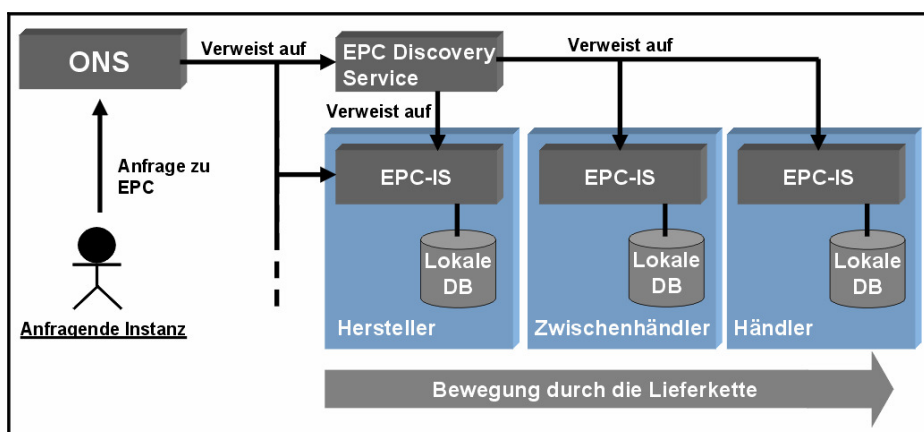 ONS
Verweist auf
EPC Discovery
Service
Verweist auf
Verweist auf
Anfrage zu
EPC
EPC-IS
EPC-IS
EPC-IS
Lokale
DB
Lokale
DB
Lokale
DB
Anfragende Instanz
Hersteller
Zwischenhändler
Händler
Bewegung durch die Lieferkette